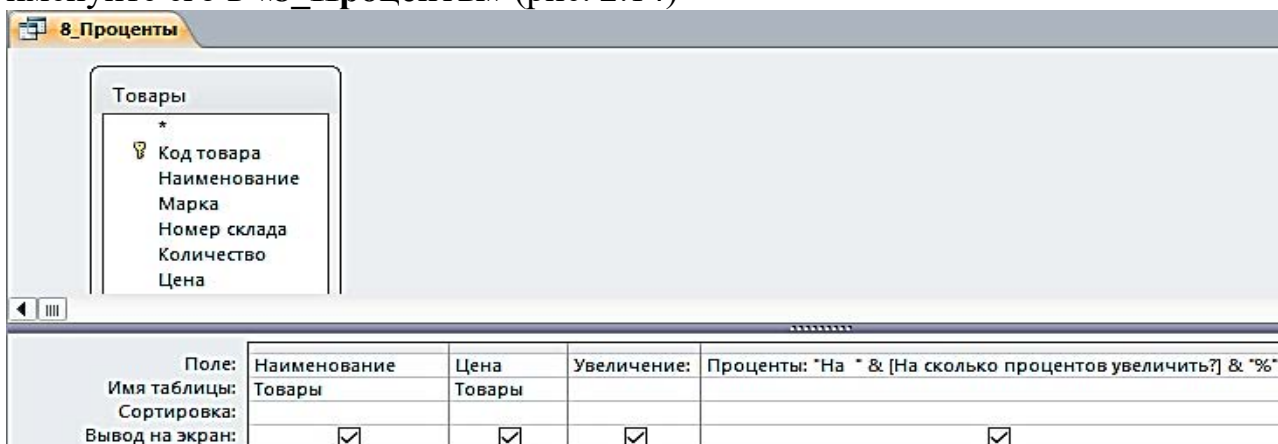 8_Проценты
Товары
*
Код товара
Наименование
Марка
Номер склада
Количество
Цена
Поле: Наименование Цена Увеличение: Проценты: "На " & [На сколько процентов увеличить?] & "%"
Имя таблицы: Товары Товары
Сортировка:
Вывод на экран: